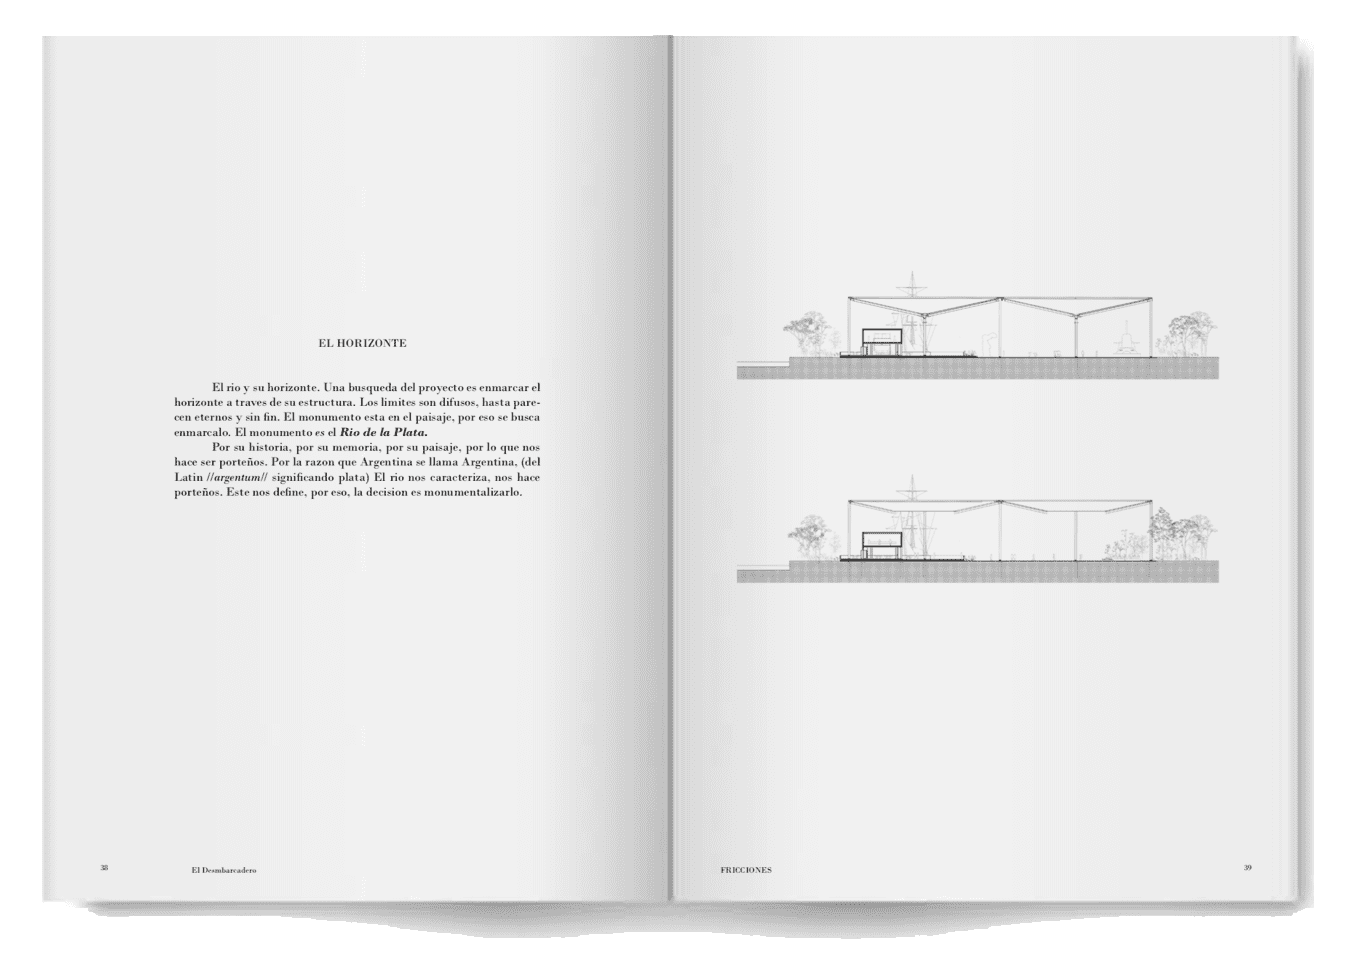 EL HORIZONTE
El rio y su horizonte. Una busqueda del proyecto es enmarcar el
horizonte a traves de su estructura. Los limites son difusos, hasta pare-
cen eternos y sin fin. El monumento esta en el paisaje, por eso se busca
enmarcalo. El monumento es el Rio de la Plata.
Por su historia, por su memoria, por su paisaje, por lo que nos
hace ser porteños. Por la razon que Argentina se llama Argentina, (del
Latin //argentum// significando plata) El rio nos caracteriza, nos hace
porteños. Este nos define, por eso, la decision es monumentalizarlo.
38
El Desmbarcadero
FRICCIONES
39